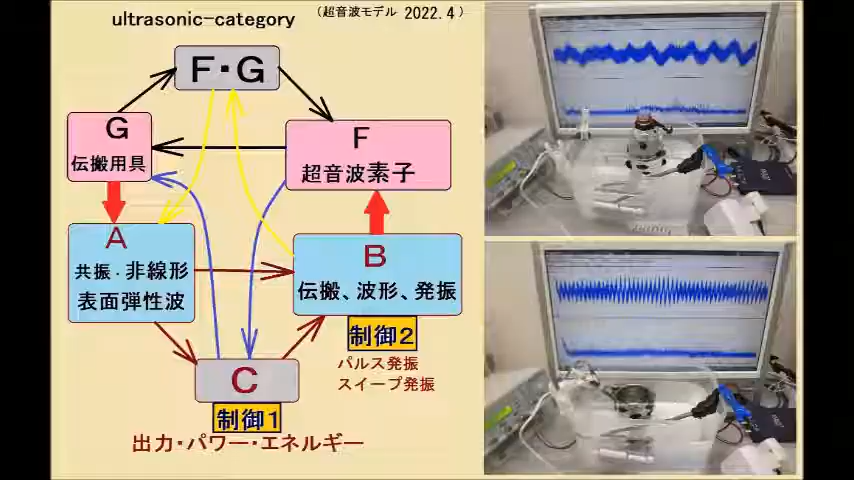 ultrasonic-category
(超音波モデル 2022.4)
F・G
G
伝搬用具
F
超音波素子
A
共振・非線形
表面弾性波
B
伝搬、波形、発振
制御2
パルス発振
スイープ発振
C
制御1
出力・パワー・エネルギー